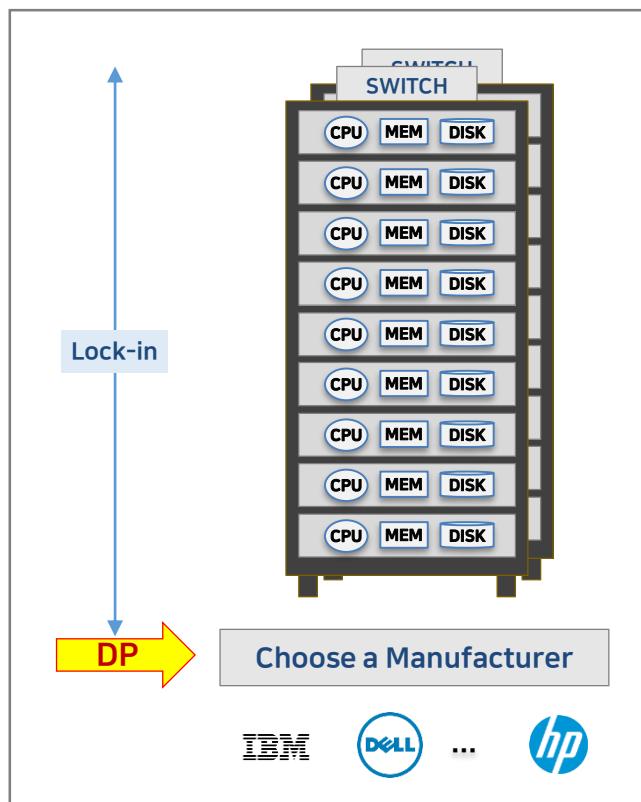 SWITCH
SWITCH
CPU MEM DISK
CPU MEM DISK
CPU MEM DISK
CPU MEM DISK
CPU MEM DISK
Lock-in
CPU MEM DISK
CPU MEM DISK
CPU MEM DISK
CPU MEM DISK
DP
Choose a Manufacturer
IBM DELL ... hp